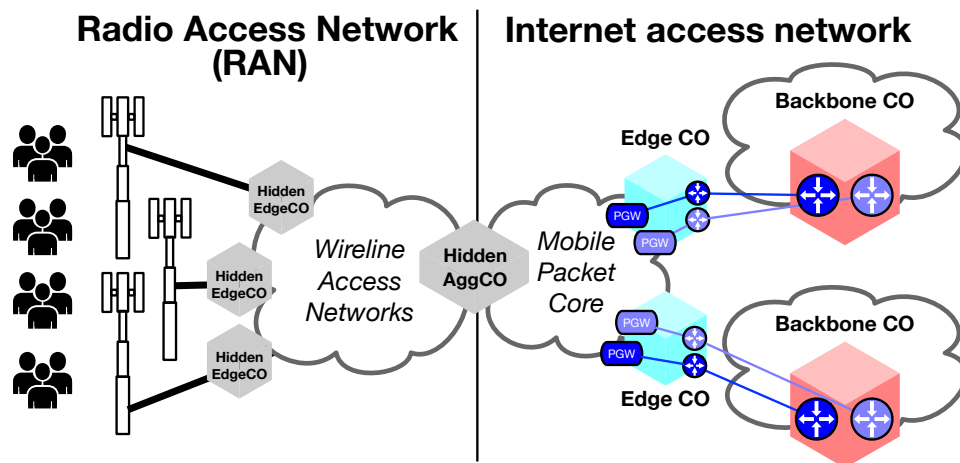 Radio Access Network
(RAN)
Internet access network
Backbone CO
Edge CO
Hidden
EdgeCO
PGW
PGW
Wireline
Access
Networks
Hidden
AggCO
Mobile
Packet
Core
Hidden
EdgeCO
Hidden
EdgeCO
PGW
PGW
Edge CO
Backbone CO